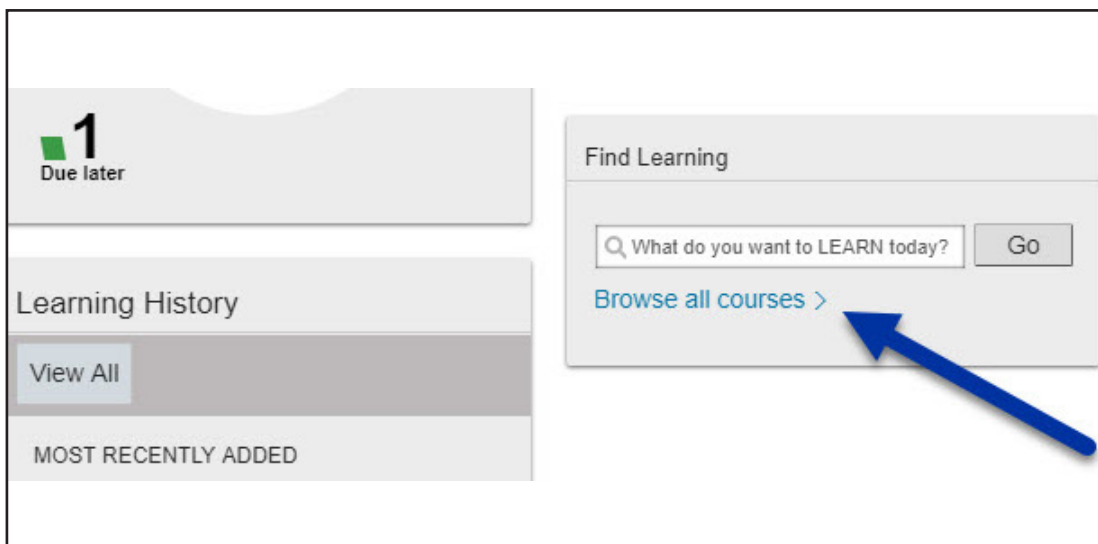 1
Due later
Learning History
View All
MOST RECENTLY ADDED
Find Learning
What do you want to LEARN today? Go
Browse all courses >